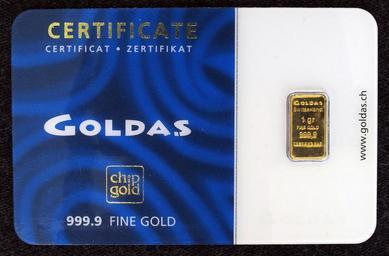 CERTIFICATE
CERTIFICAT • ZERTIFIKAT
GOLDAS
chip
gold
999.9 FINE GOLD
GOLDAS
Switzerland
1 gr
FINE GOLD
999,9
www.goldas.ch